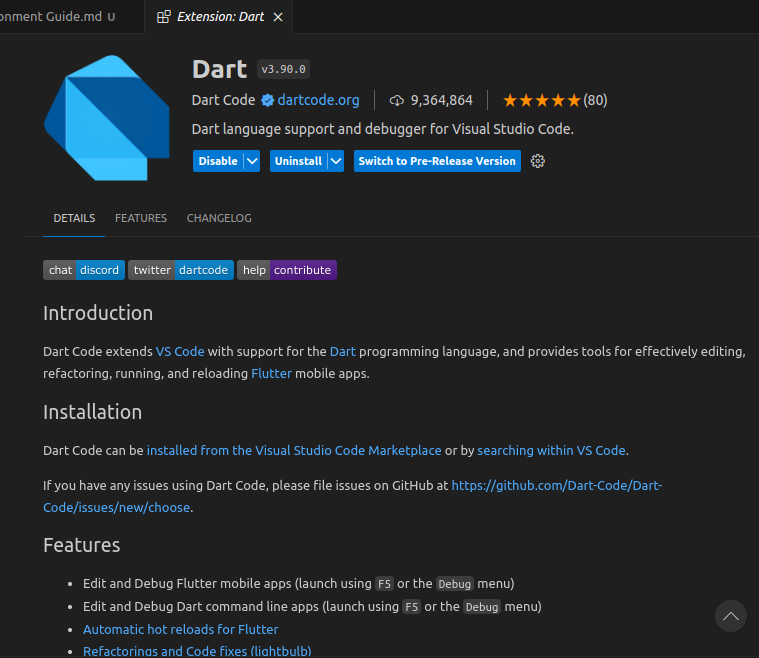 onment Guide.md U
Extension: Dart
Dart v3.90.0
Dart Code dartcode.org 9,364,864 (80)
Dart language support and debugger for Visual Studio Code.
Disable Uninstall Switch to Pre-Release Version
DETAILS FEATURES CHANGELOG
chat discord twitter dartcode help contribute
Introduction
Dart Code extends VS Code with support for the Dart programming language, and provides tools for effectively editing,
refactoring, running, and reloading Flutter mobile apps.
Installation
Dart Code can be installed from the Visual Studio Code Marketplace or by searching within VS Code.
If you have any issues using Dart Code, please file issues on GitHub at https://github.com/Dart-Code/Dart-
Code/issues/new/choose.
Features
• Edit and Debug Flutter mobile apps (launch using F5 or the Debug menu)
• Edit and Debug Dart command line apps (launch using F5 or the Debug menu)
• Automatic hot reloads for Flutter
• Refactorings and Code fixes (lightbulb)